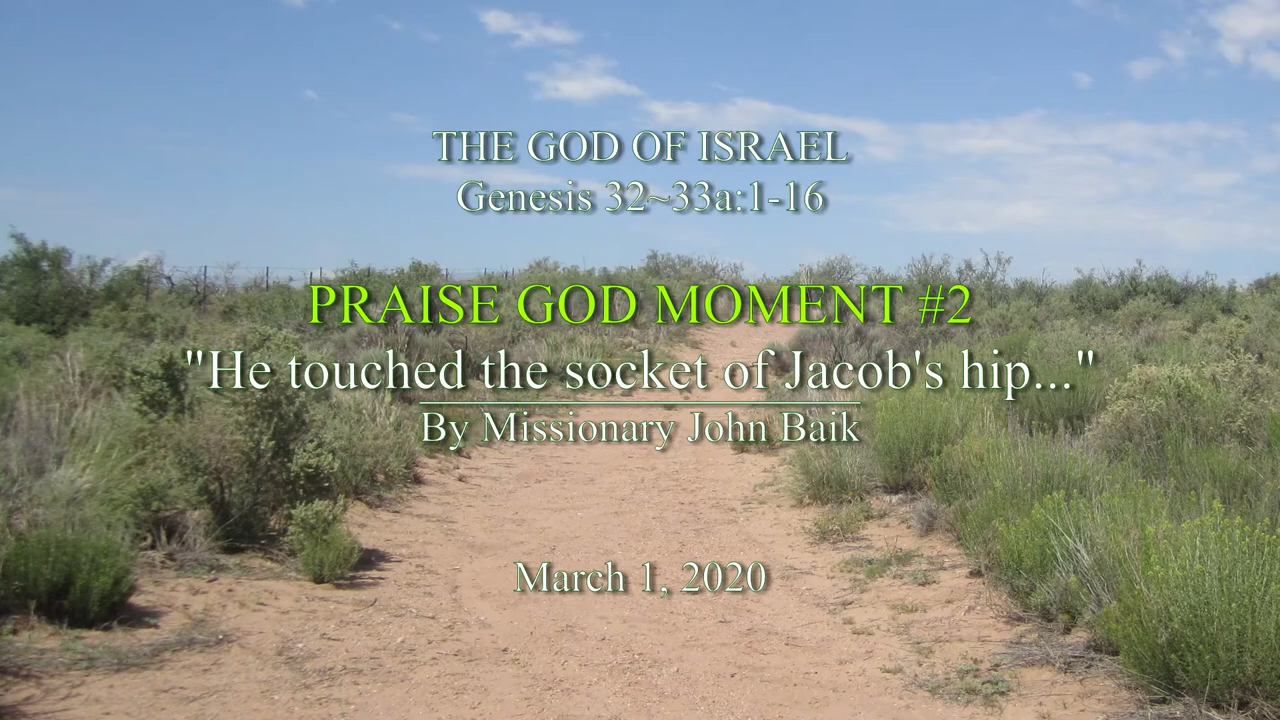 THE GOD OF ISRAEL
Genesis 32~33a:1-16
PRAISE GOD MOMENT #2
"He touched the socket of Jacob's hip..."
By Missionary John Baik
March 1, 2020